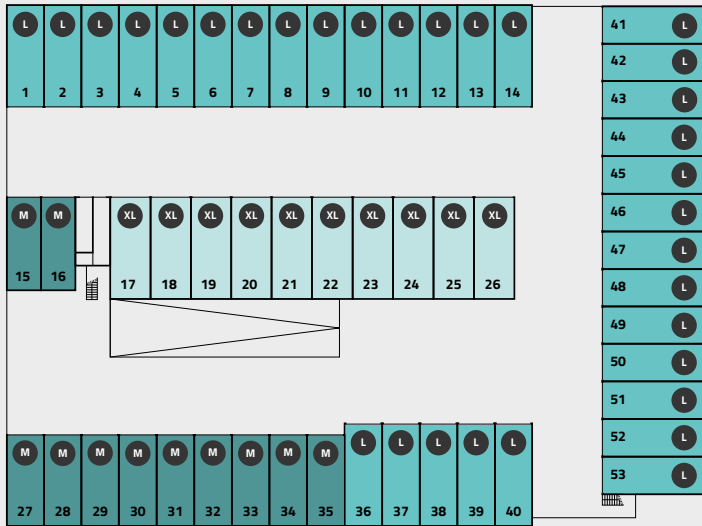 L L L L L L L L L L L L L L
1 2 3 4 5 6 7 8 9 10 11 12 13 14
M M XL XL XL XL XL XL XL XL XL XL
15 16 17 18 19 20 21 22 23 24 25 26
M M M M M M M M M L L L L L
27 28 29 30 31 32 33 34 35 36 37 38 39 40
41 L
42 L
43 L
44 L
45 L
46 L
47 L
48 L
49 L
50 L
51 L
52 L
53 L